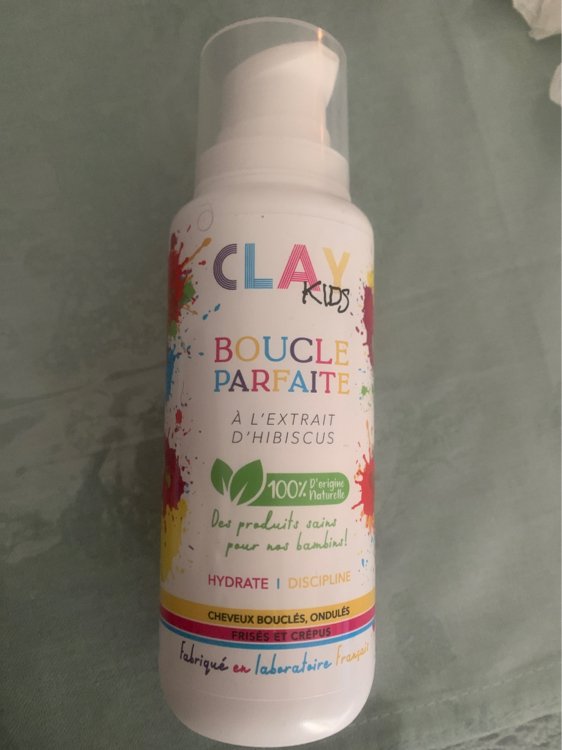 CLAY
KIDS
BOUCLE
PARFAITE
À L'EXTRAIT
D'HIBISCUS
100% D'origine
Naturelle
Des produits sains
pour nos bambins!
HYDRATE I DISCIPLINE
CHEVEUX BOUCLÉS, ONDULÉS
FRISÉS ET CRÉPUS
Fabriqué en laboratoire Français